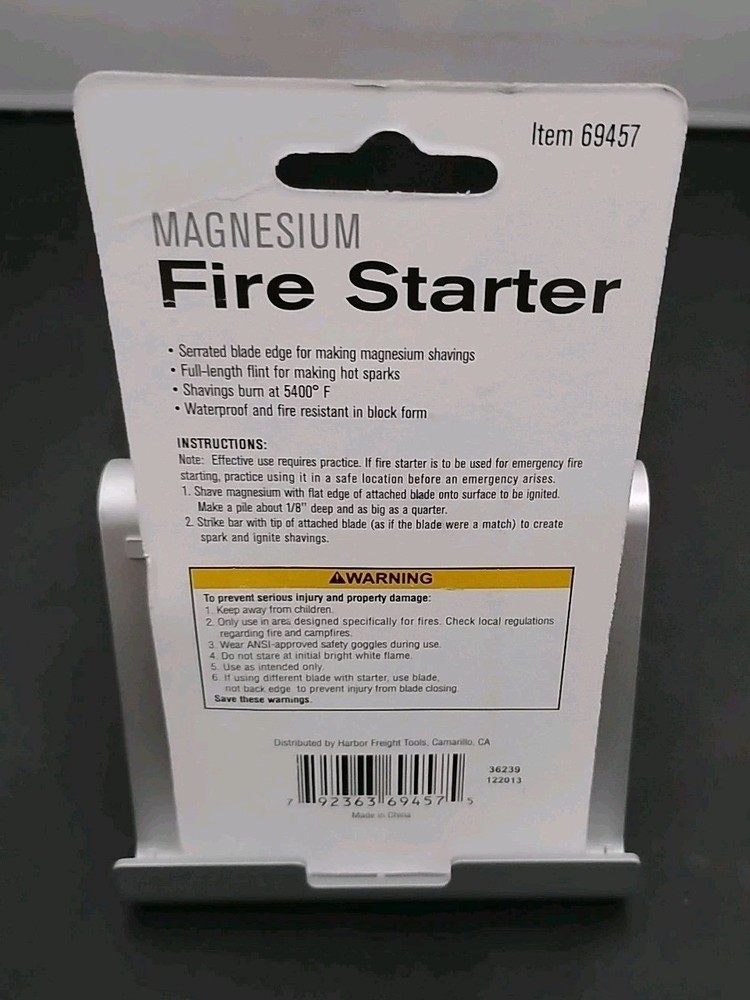 Item 69457
MAGNESIUM
Fire Starter
• Serrated blade edge for making magnesium shavings
• Full-length flint for making hot sparks
• Shavings burn at 5400° F
• Waterproof and fire resistant in block form
INSTRUCTIONS:
Note: Effective use requires practice. If fire starter is to be used for emergency fire
starting, practice using it in a safe location before an emergency arises.
1. Shave magnesium with flat edge of attached blade onto surface to be ignited.
Make a pile about 1/8" deep and as big as a quarter.
2. Strike bar with tip of attached blade (as if the blade were a match) to create
spark and ignite shavings.
⚠WARNING
To prevent serious injury and property damage:
1. Keep away from children.
2. Only use in area designed specifically for fires. Check local regulations
regarding fire and campfires.
3. Wear ANSI-approved safety goggles during use.
4. Do not stare at initial bright white flame.
5. Use as intended only.
6. If using different blade with starter, use blade,
not back edge to prevent injury from blade closing.
Save these warnings.
Distributed by Harbor Freight Tools, Camarillo, CA
36239
122013
7 92363 69457 5
Made in China